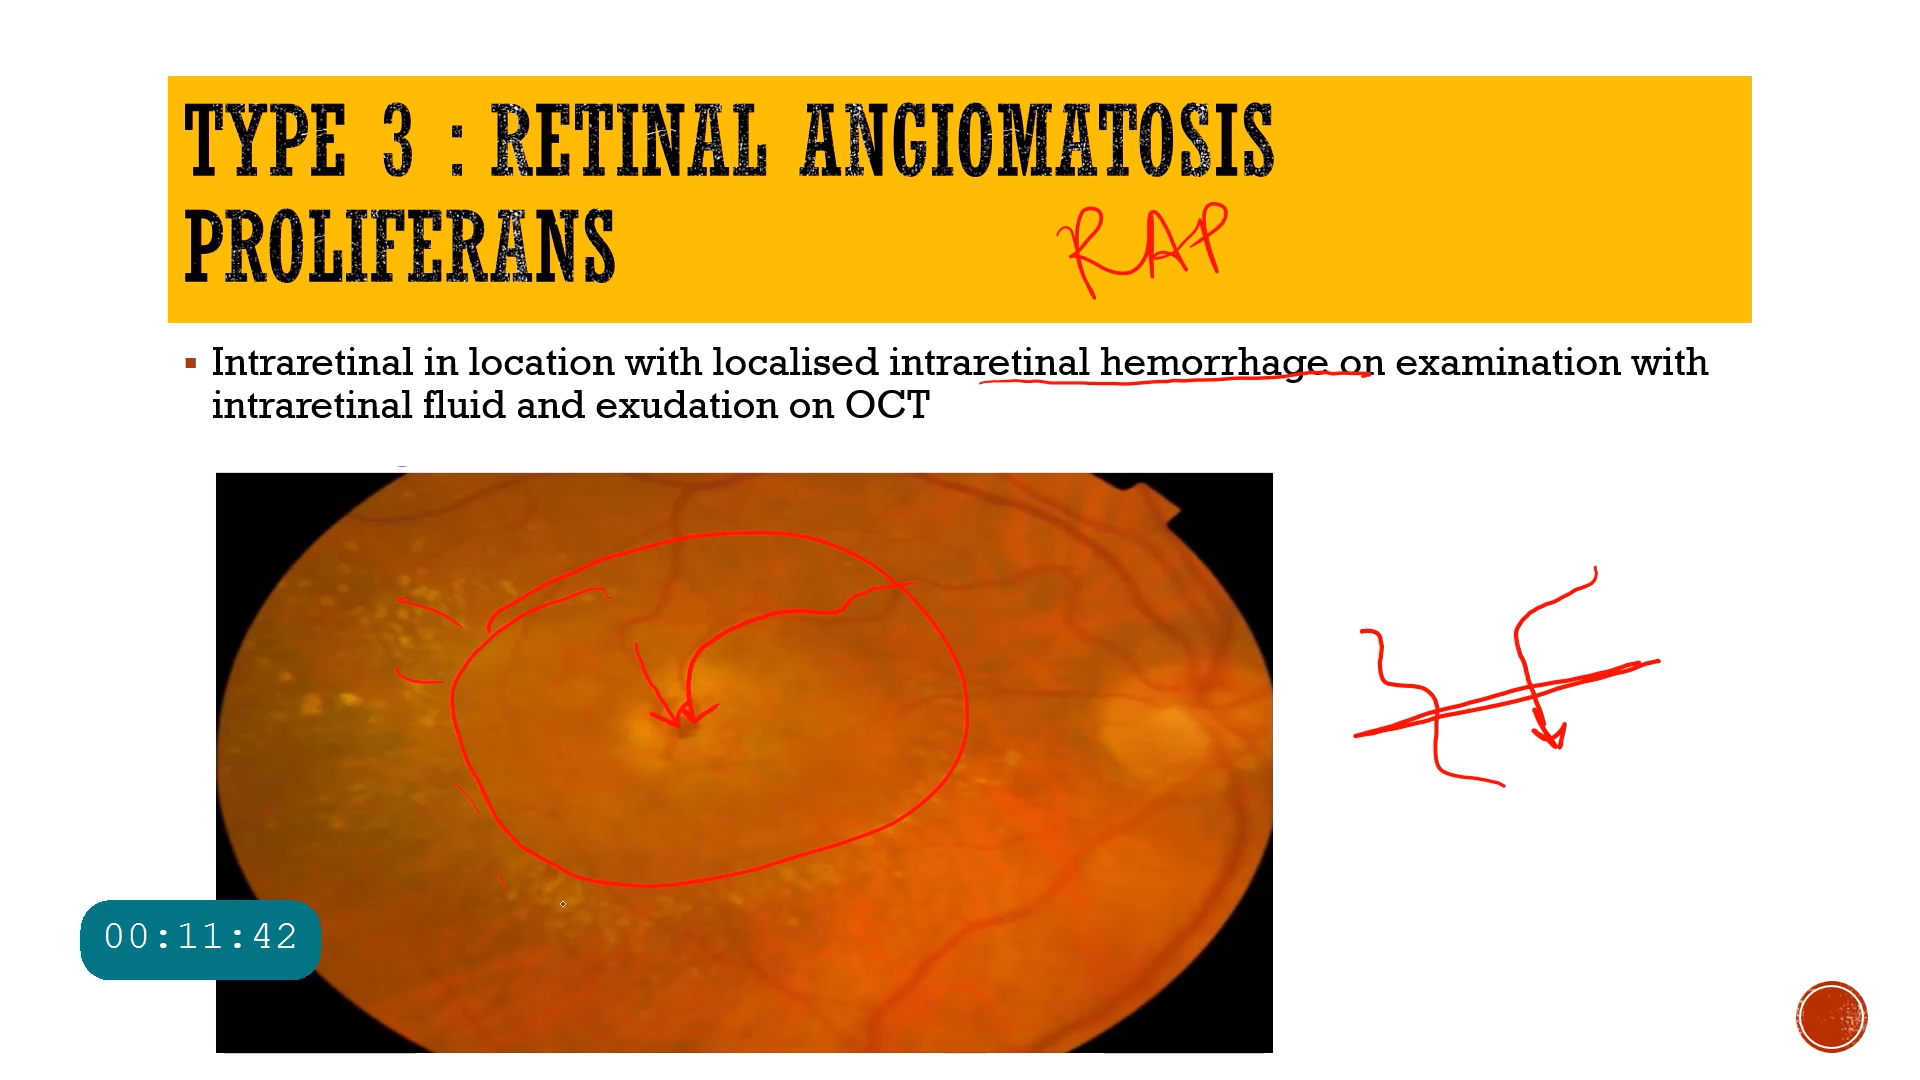 TYPE 3 : RETINAL ANGIOMATOSIS
PROLIFERANS
RAP
Intraretinal in location with localised intraretinal hemorrhage on examination with
intraretinal fluid and exudation on OCT
00:11:42